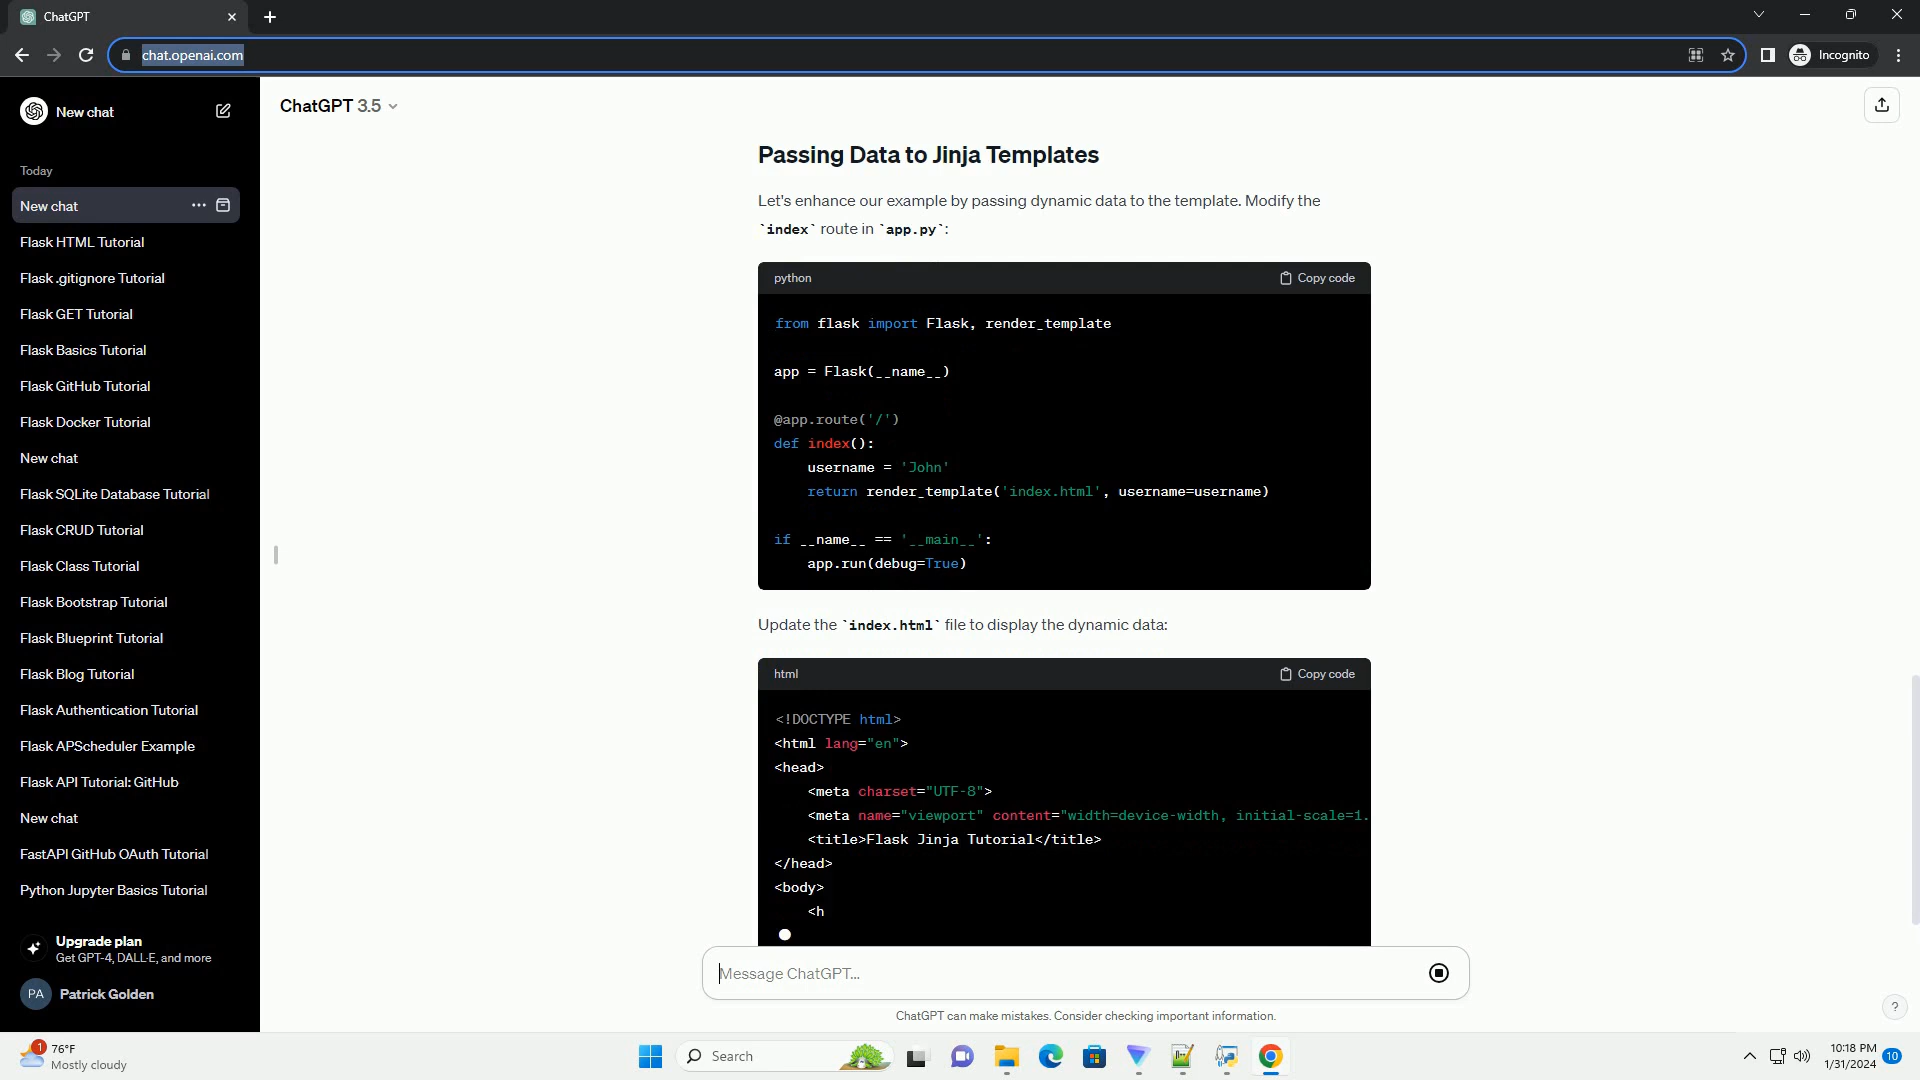 ChatGPT
chat.openai.com
Incognito
New chat
Today
New chat
Flask HTML Tutorial
Flask .gitignore Tutorial
Flask GET Tutorial
Flask Basics Tutorial
Flask GitHub Tutorial
Flask Docker Tutorial
New chat
Flask SQLite Database Tutorial
Flask CRUD Tutorial
Flask Class Tutorial
Flask Bootstrap Tutorial
Flask Blueprint Tutorial
Flask Blog Tutorial
Flask Authentication Tutorial
Flask APScheduler Example
Flask API Tutorial: GitHub
New chat
FastAPI GitHub OAuth Tutorial
Python Jupyter Basics Tutorial
Upgrade plan
Get GPT-4, DALL·E, and more
PA Patrick Golden
ChatGPT 3.5
Passing Data to Jinja Templates
Let's enhance our example by passing dynamic data to the template. Modify the
`index` route in `app.py`:
python Copy code
from flask import Flask, render_template
app = Flask(__name__)
@app.route('/')
def index():
    username = 'John'
    return render_template('index.html', username=username)
if __name__ == '__main__':
    app.run(debug=True)
Update the `index.html` file to display the dynamic data:
html Copy code
<!DOCTYPE html>
<html lang="en">
<head>
    <meta charset="UTF-8">
    <meta name="viewport" content="width=device-width, initial-scale=1.
    <title>Flask Jinja Tutorial</title>
</head>
<body>
    <h
Message ChatGPT...
ChatGPT can make mistakes. Consider checking important information.
?
1
76°F
Mostly cloudy
Search
10:18 PM
1/31/2024
10